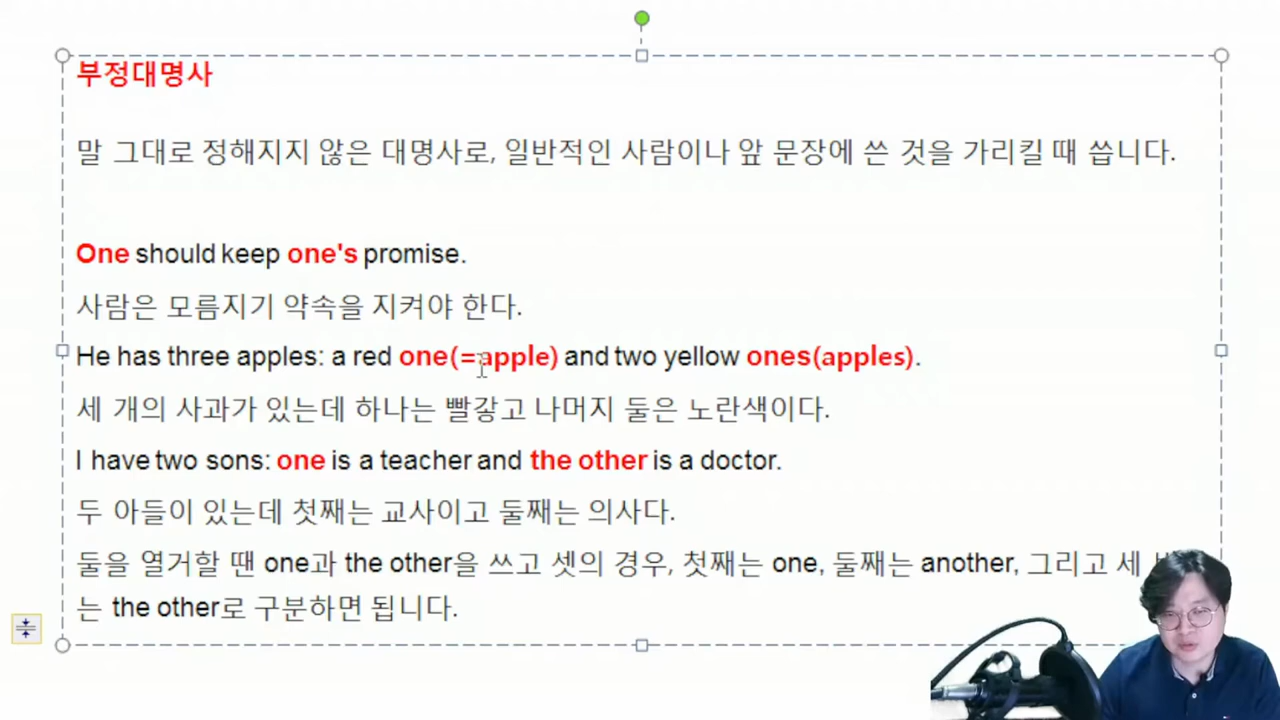 부정대명사
말 그대로 정해지지 않은 대명사로, 일반적인 사람이나 앞 문장에 쓴 것을 가리킬 때 씁니다.
One should keep one's promise.
사람은 모름지기 약속을 지켜야 한다.
He has three apples: a red one(=apple) and two yellow ones(apples).
세 개의 사과가 있는데 하나는 빨갛고 나머지 둘은 노란색이다.
I have two sons: one is a teacher and the other is a doctor.
두 아들이 있는데 첫째는 교사이고 둘째는 의사다.
둘을 열거할 땐 one과 the other을 쓰고 셋의 경우, 첫째는 one, 둘째는 another, 그리고 세
는 the other로 구분하면 됩니다.